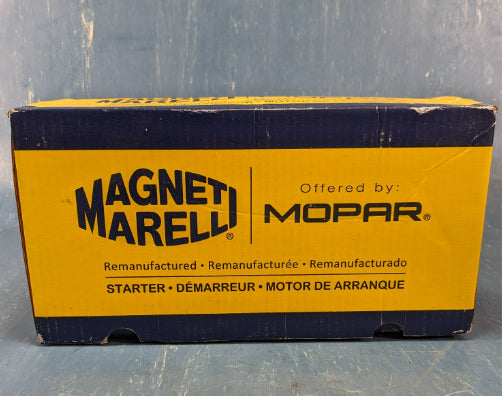 MAGNETI
MARELLI®
Offered by:
MOPAR®
Remanufactured • Remanufacturée • Remanufacturado
STARTER • DÉMARREUR • MOTOR DE ARRANQUE